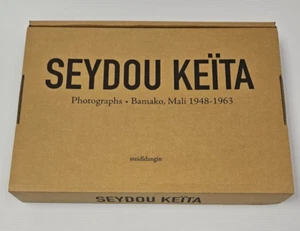 SEYDOU KEÏTA
Photographs • Bamako, Mali 1948-1963
steidldangin
SEYDOU KEÏTA